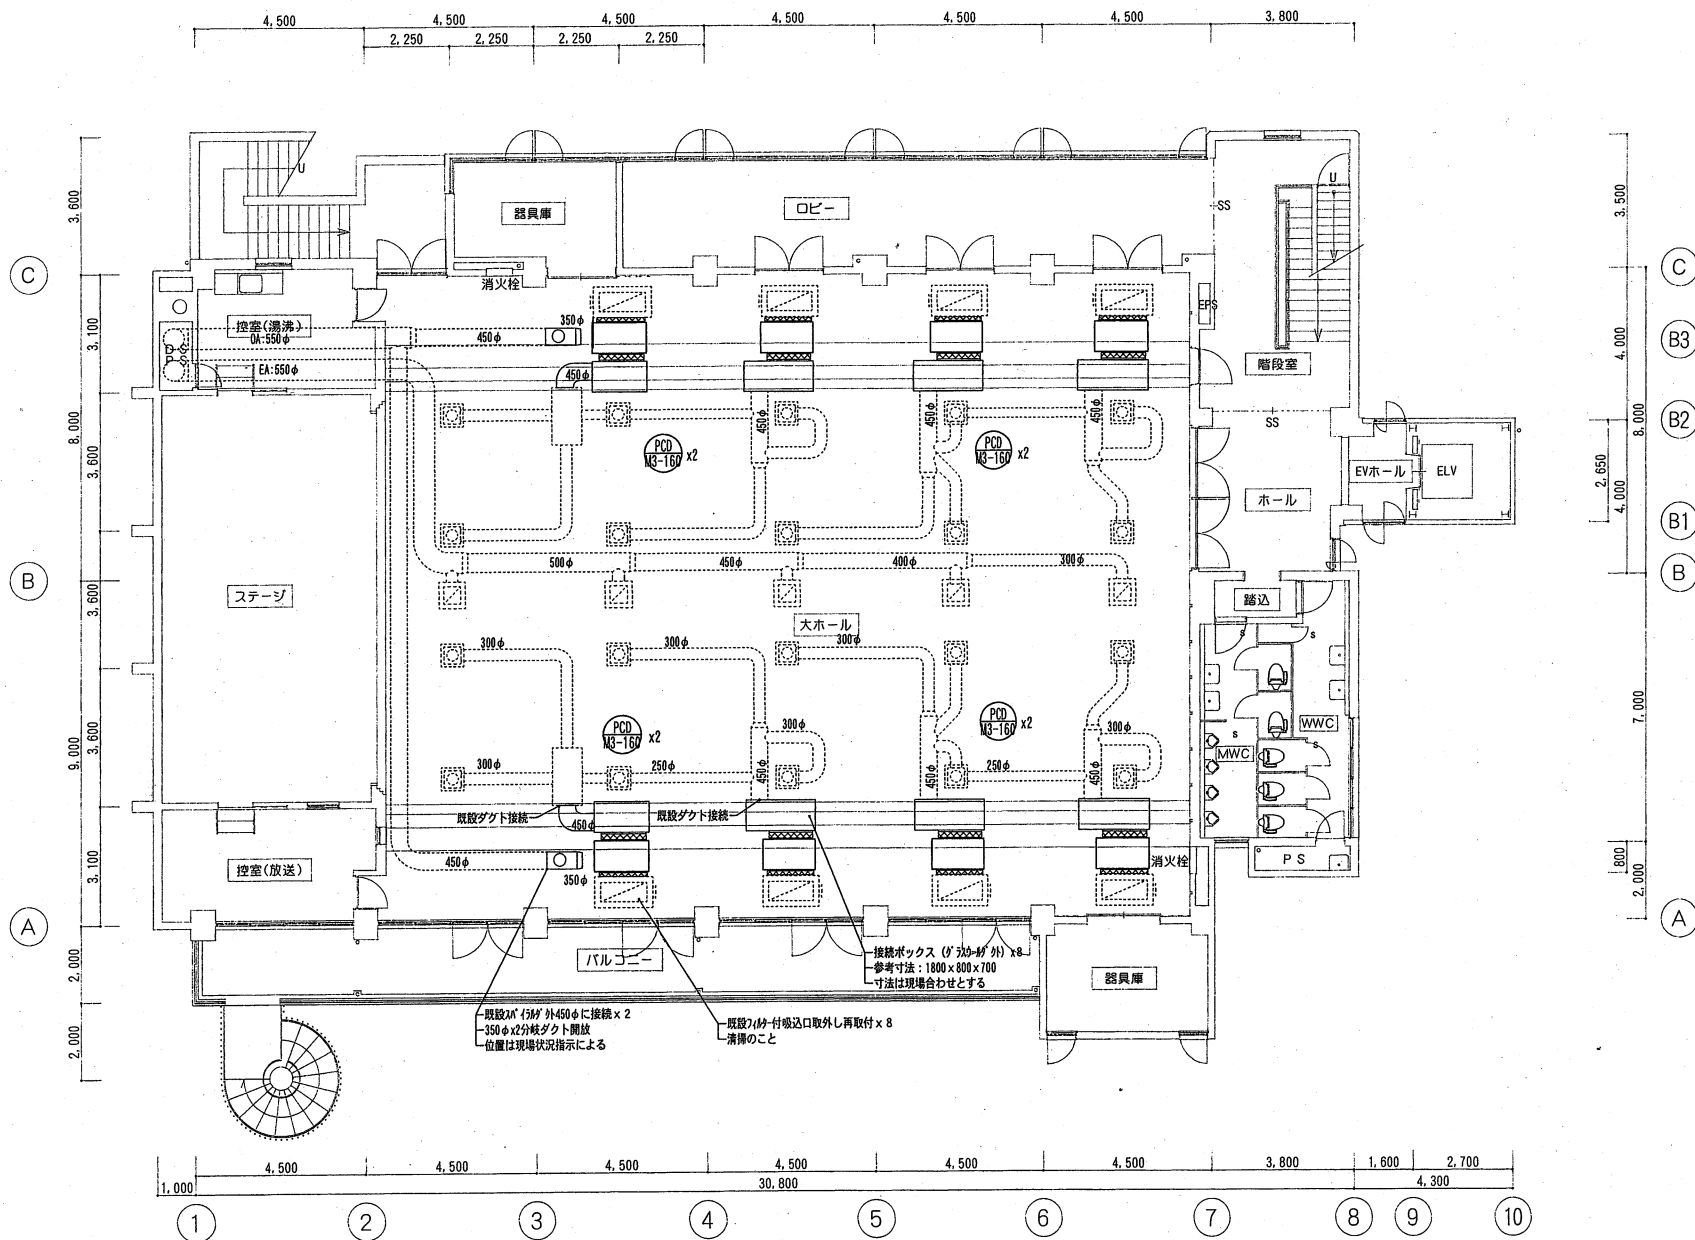 4,500 4,500 4,500 4,500 4,500 4,500 3,800
2,250 2,250 2,250 2,250
3,600
3,500
U
U
器具庫
ロビー
SS
C
C
消火栓
EPS
控室(湯沸)
OA:550φ
350φ
450φ
3,100
4,000
B3
階段室
EA:550φ
450φ
450φ
450φ
450φ
B2
SS
8,000
8,000
PCD
M3-160 x2
PCD
M3-160 x2
3,600
EVホール
ELV
2,650
4,000
ホール
B1
500φ
450φ
400φ
300φ
B
B
ステージ
3,600
踏込
大ホール
300φ
300φ
300φ
S
S
7,000
PCD
M3-160 x2
PCD
M3-160 x2
300φ
300φ
WWC
S
S
MWC
9,000
3,600
300φ
250φ
450φ
450φ
250φ
450φ
既設ダクト接続
既設ダクト接続
450φ
3,100
450φ
350φ
控室(放送)
消火栓
PS
800
2,000
A
A
2,000
バルコニー
接続ボックス (グラスウールダクト) x8
参考寸法：1800x800x700
寸法は現場合わせとする
器具庫
既設スパイラルダクト450φに接続 x 2
350φx2分岐ダクト開放
位置は現場状況指示による
既設フィルター付吸込口取外し再取付 x 8
清掃のこと
2,000
4,500 4,500 4,500 4,500 4,500 4,500 3,800 1,600 2,700
1,000 30,800 4,300
1 2 3 4 5 6 7 8 9 10